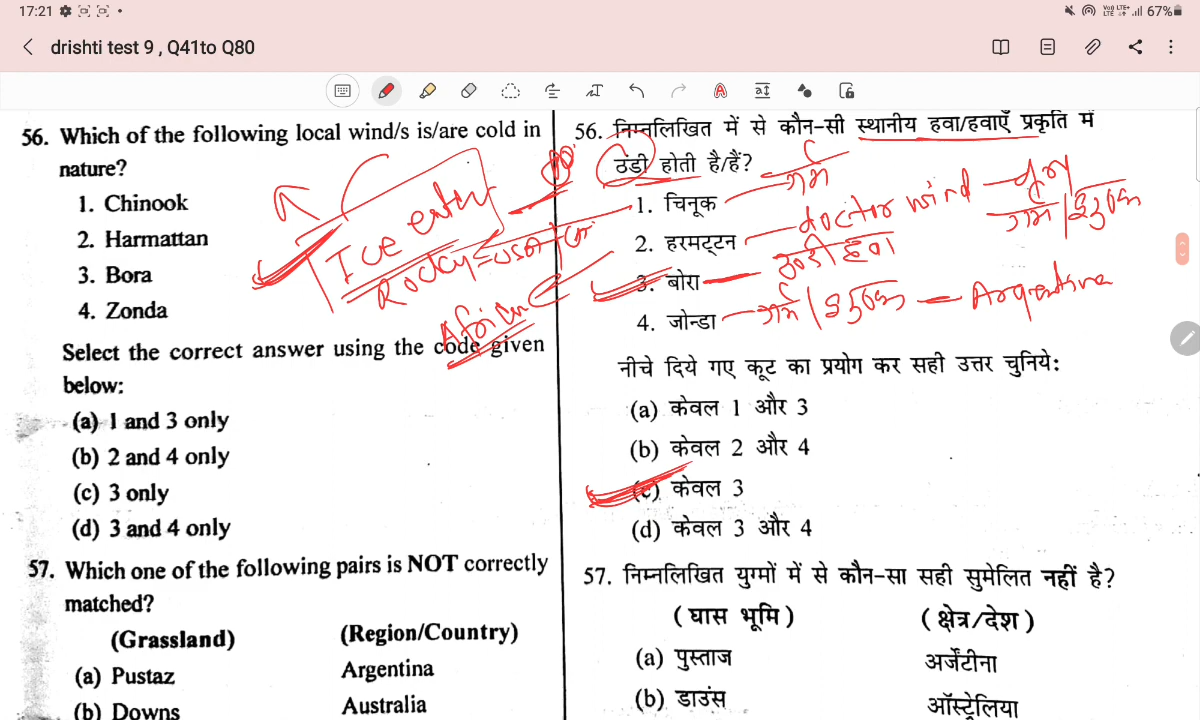 17:21
67%
drishti test 9 , Q41to Q80
56. Which of the following local wind/s is/are cold in
nature?
1. Chinook
2. Harmattan
3. Bora
4. Zonda
Select the correct answer using the code given
below:
(a) 1 and 3 only
(b) 2 and 4 only
(c) 3 only
(d) 3 and 4 only
57. Which one of the following pairs is NOT correctly
matched?
(Grassland) (Region/Country)
(a) Pustaz Argentina
(b) Downs Australia
56. निम्नलिखित में से कौन-सी स्थानीय हवा/हवाएँ प्रकृति में
ठंडी होती है/हैं?
1. चिनूक गर्म
2. हरमट्टन doctor wind
3. बोरा ठण्डी हवा
4. जोन्डा गर्म Argentina
Rocky USA
African
नीचे दिये गए कूट का प्रयोग कर सही उत्तर चुनिये:
(a) केवल 1 और 3
(b) केवल 2 और 4
(c) केवल 3
(d) केवल 3 और 4
57. निम्नलिखित युग्मों में से कौन-सा सही सुमेलित नहीं है?
(घास भूमि) (क्षेत्र/देश)
(a) पुस्ताज अर्जेंटीना
(b) डाउंस ऑस्ट्रेलिया